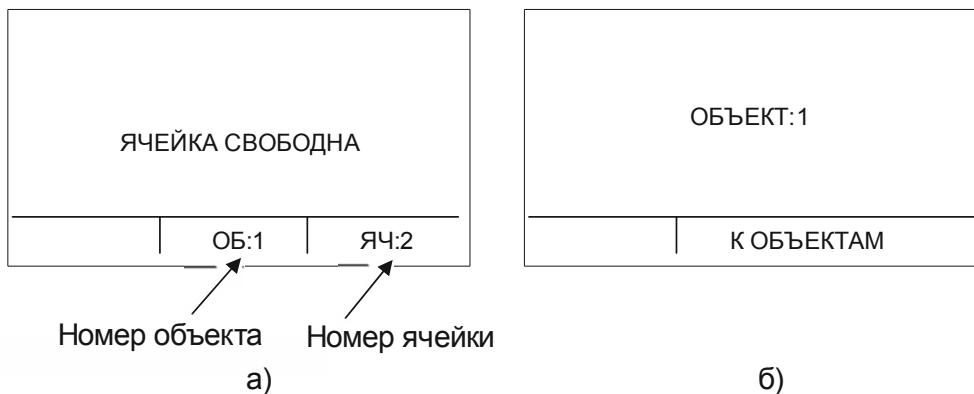 ЯЧЕЙКА СВОБОДНА
ОБ:1 ЯЧ:2
Номер объекта Номер ячейки
а)
ОБЪЕКТ:1
К ОБЪЕКТАМ
б)